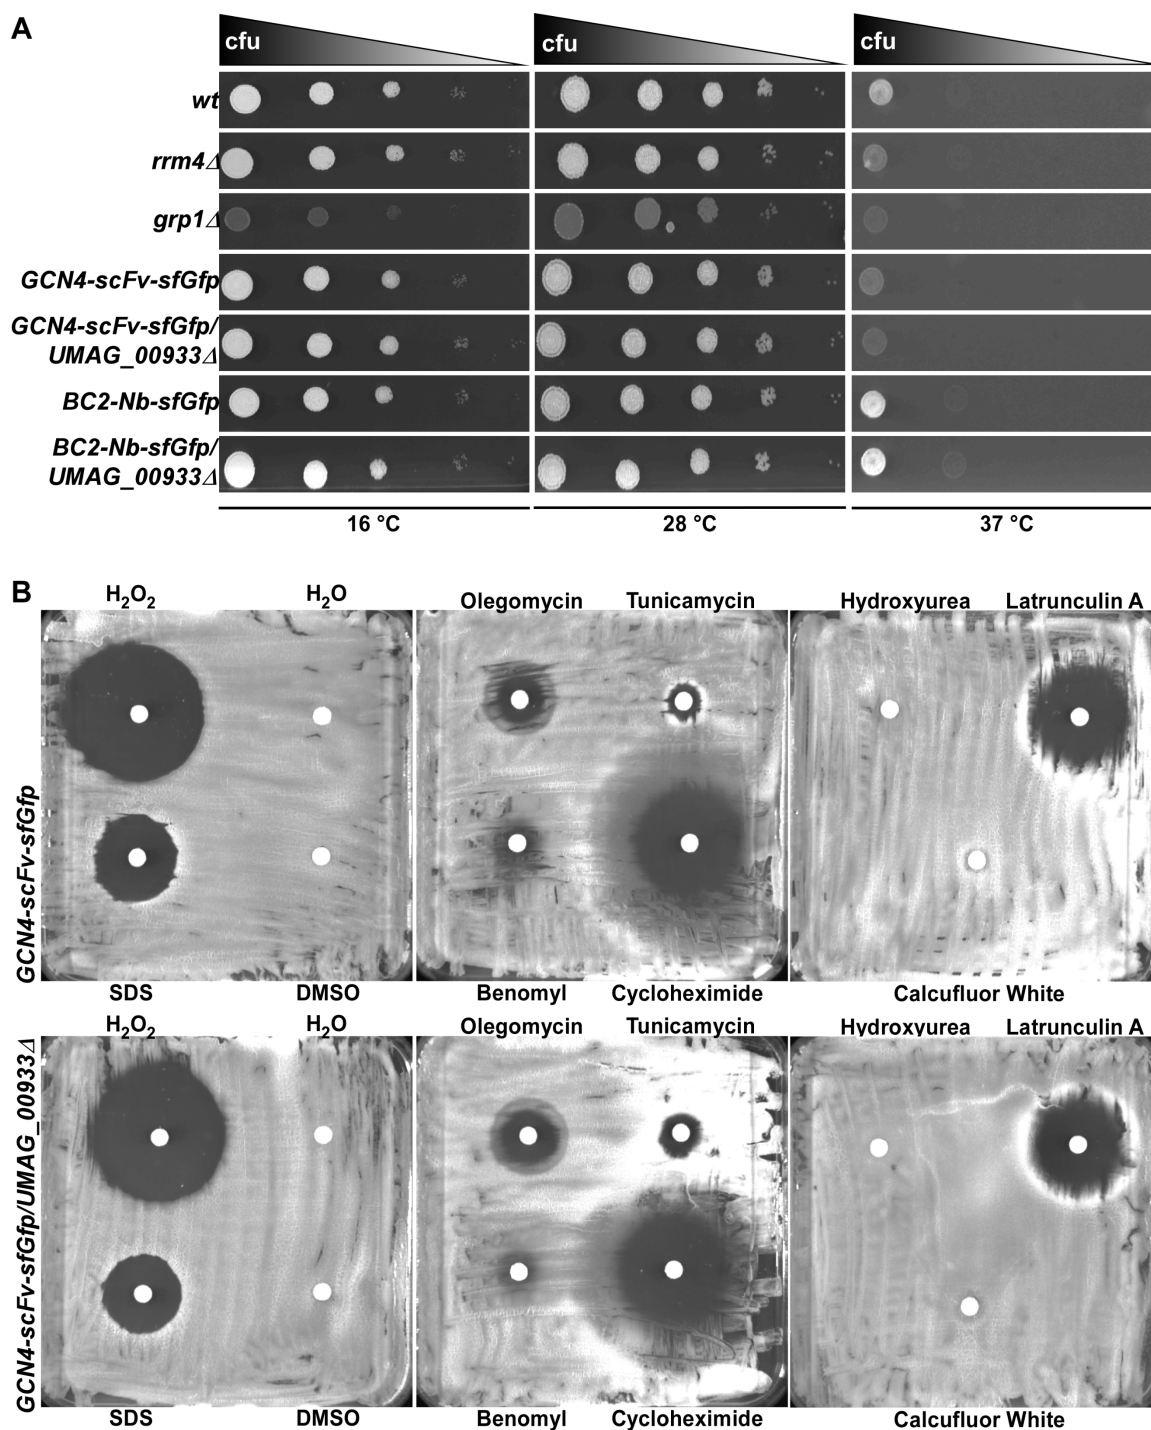 A
cfu
cfu
cfu
wt
rrm4Δ
grp1Δ
GCN4-scFv-sfGfp
GCN4-scFv-sfGfp/
UMAG_00933Δ
BC2-Nb-sfGfp
BC2-Nb-sfGfp/
UMAG_00933Δ
16 °C
28 °C
37 °C
B
H₂O₂
H₂O
Olegomycin
Tunicamycin
Hydroxyurea
Latrunculin A
GCN4-scFv-sfGfp
SDS
DMSO
Benomyl
Cycloheximide
Calcufluor White
H₂O₂
H₂O
Olegomycin
Tunicamycin
Hydroxyurea
Latrunculin A
GCN4-scFv-sfGfp/UMAG_00933Δ
SDS
DMSO
Benomyl
Cycloheximide
Calcufluor White